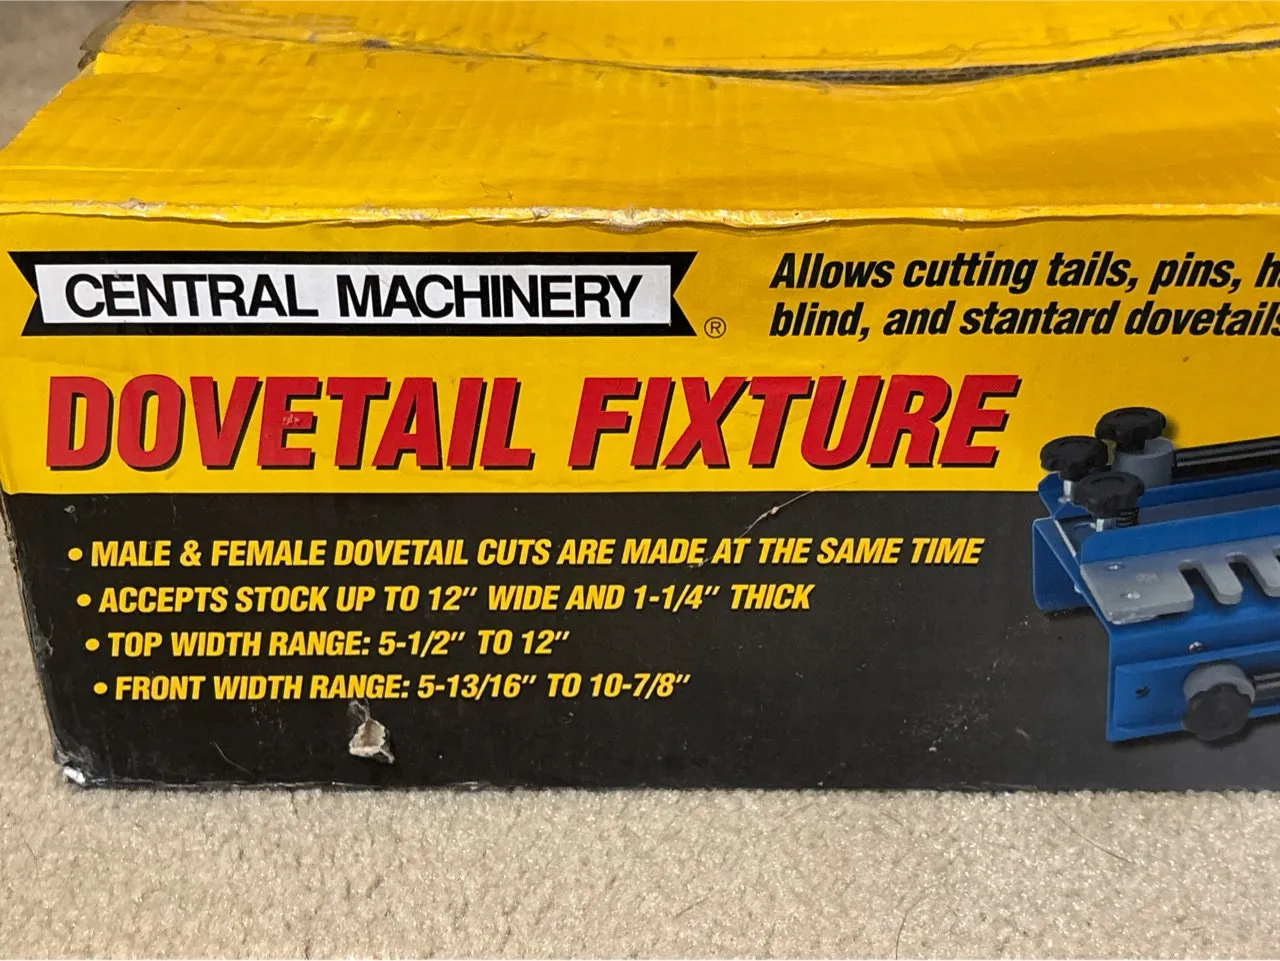 CENTRAL MACHINERY ®
Allows cutting tails, pins,
blind, and stantard dovetails
DOVETAIL FIXTURE
• MALE & FEMALE DOVETAIL CUTS ARE MADE AT THE SAME TIME
• ACCEPTS STOCK UP TO 12" WIDE AND 1-1/4" THICK
• TOP WIDTH RANGE: 5-1/2" TO 12"
• FRONT WIDTH RANGE: 5-13/16" TO 10-7/8"